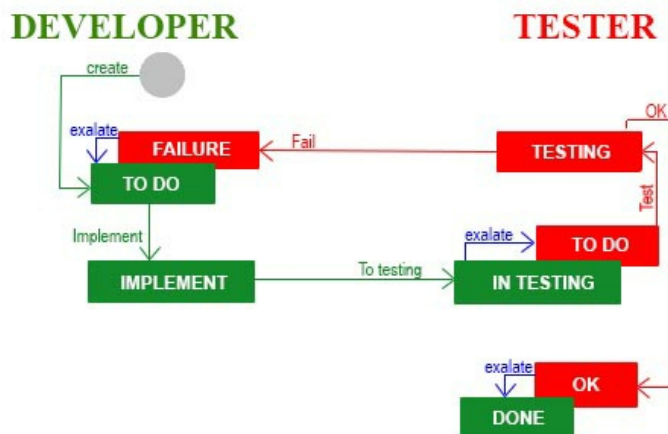 DEVELOPER
TESTER
create
OK
exalate
FAILURE
Fail
TESTING
TO DO
Test
Implement
exalate
TO DO
IMPLEMENT
To testing
IN TESTING
exalate
OK
DONE